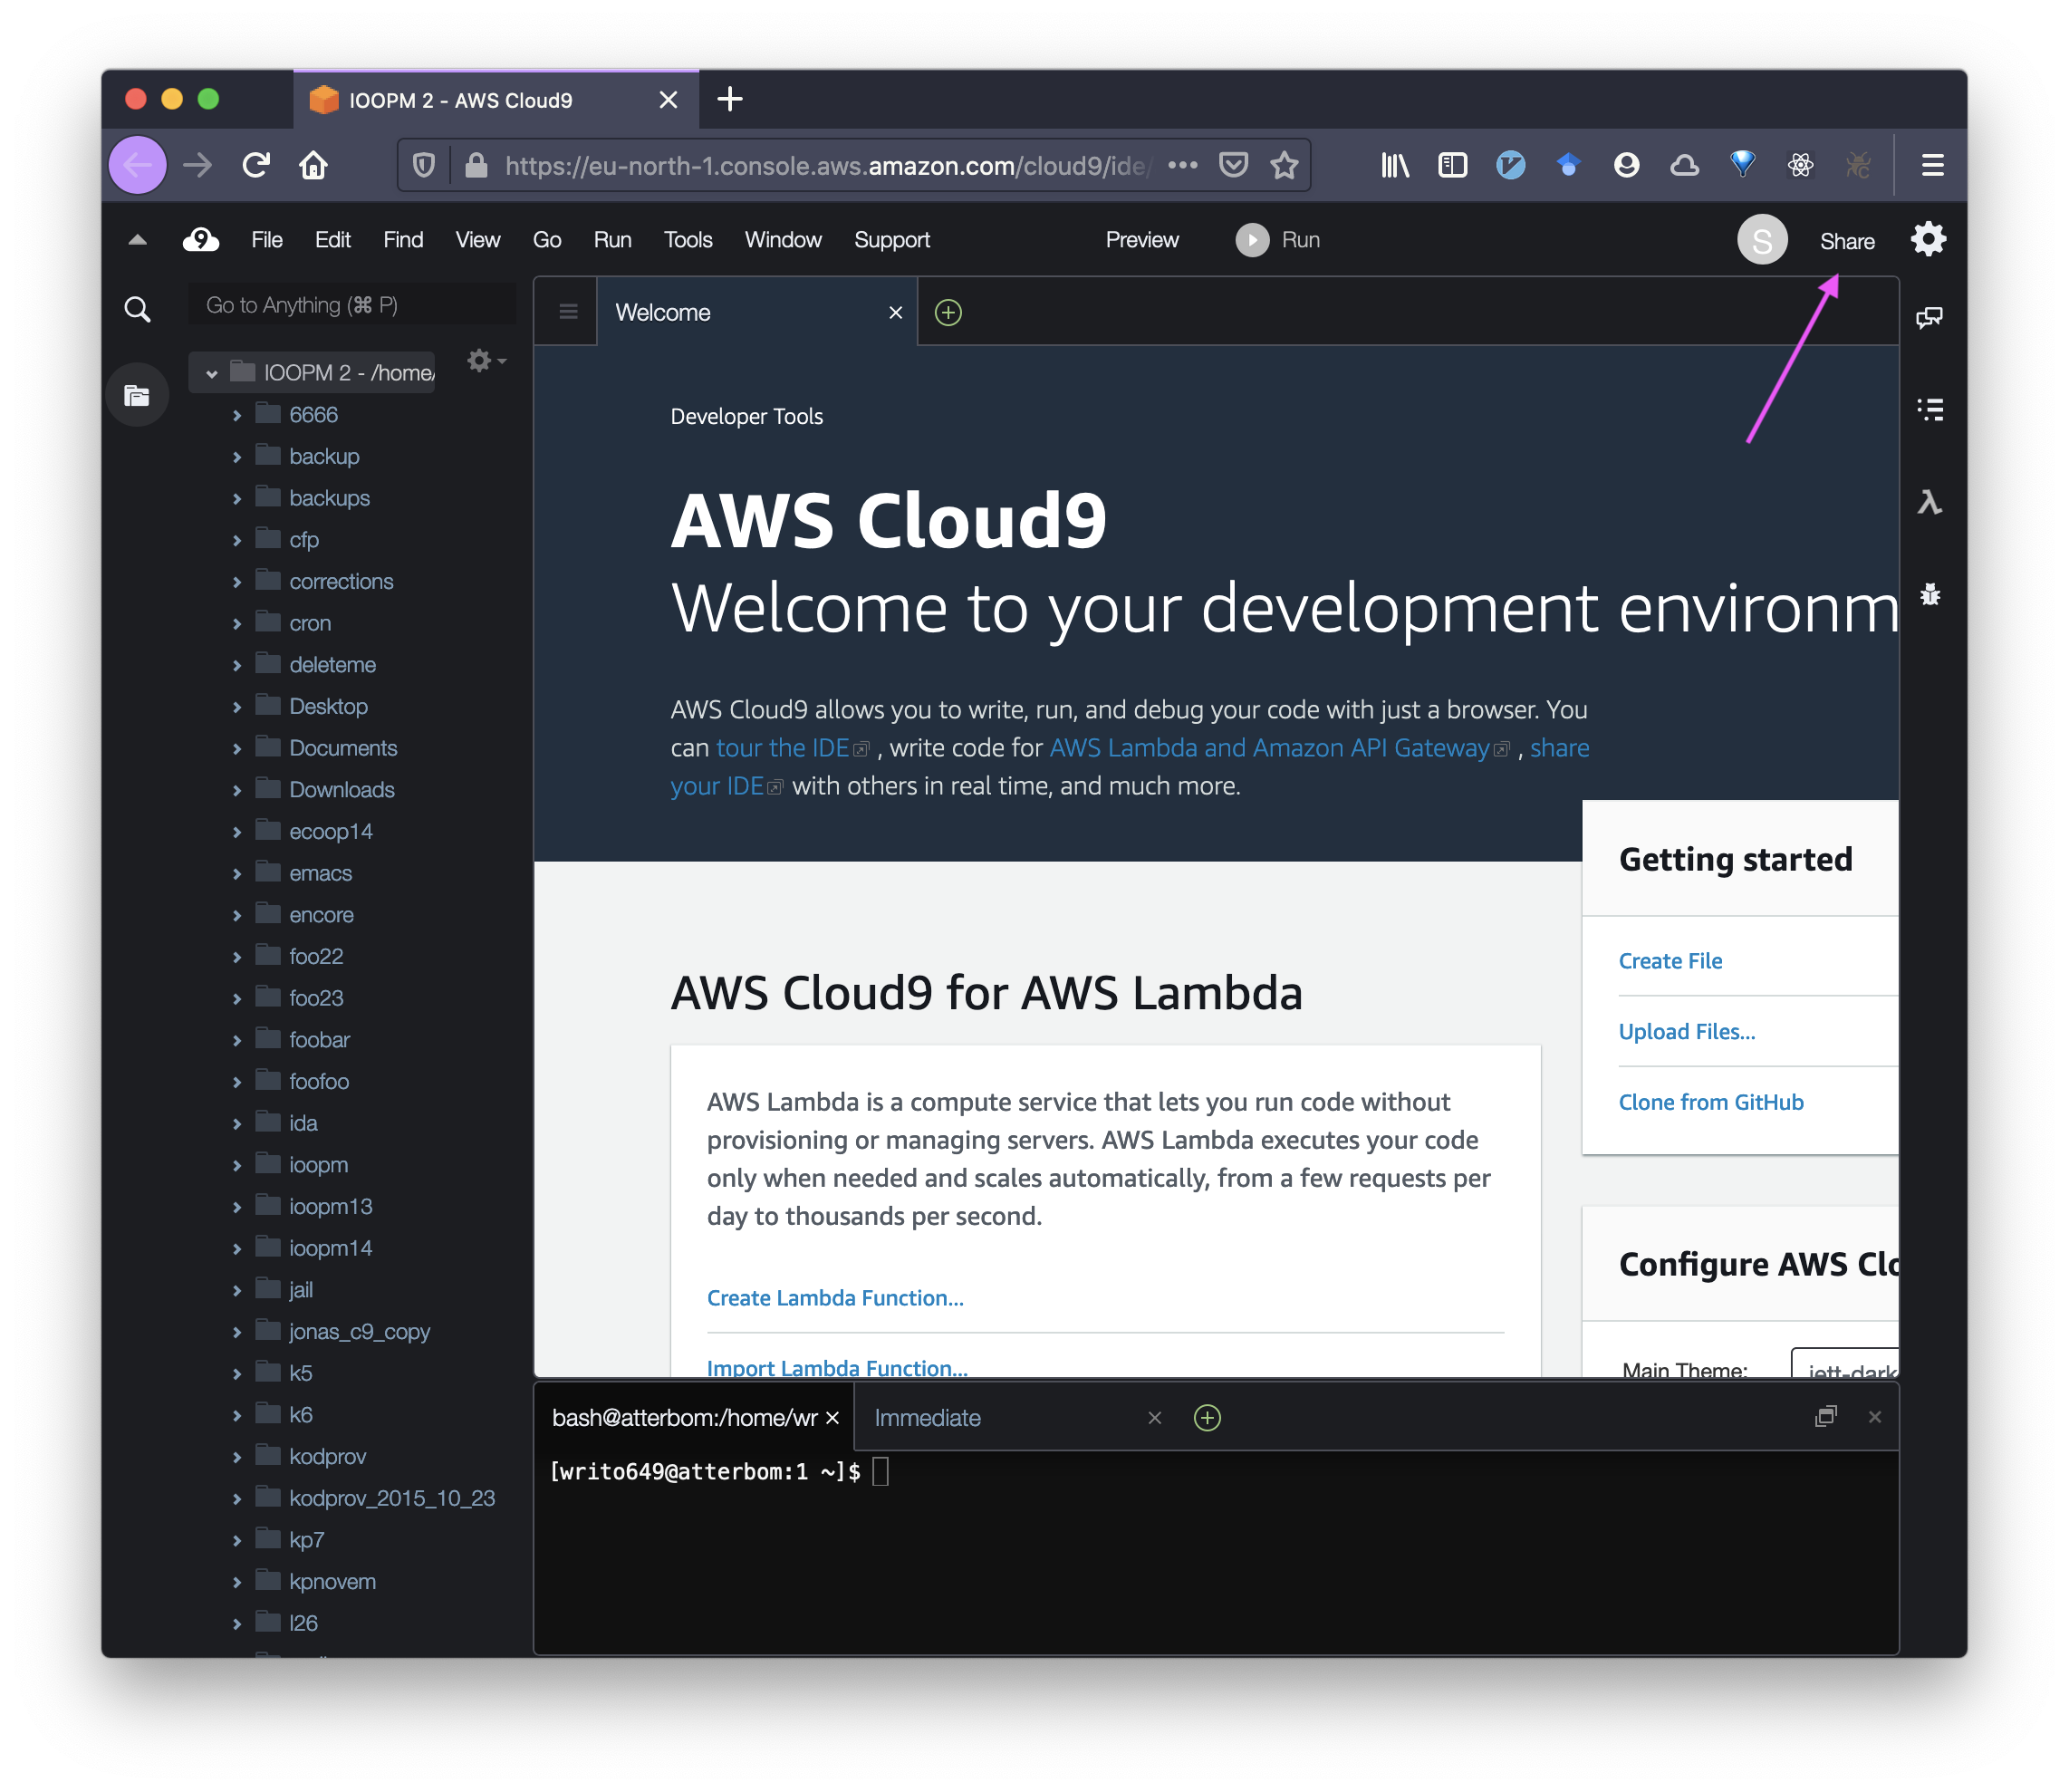 IOOPM 2 - AWS Cloud9
https://eu-north-1.console.aws.amazon.com/cloud9/ide/
9 File Edit Find View Go Run Tools Window Support Preview Run S Share
Go to Anything (⌘ P)
IOOPM 2 - /home/
6666
backup
backups
cfp
corrections
cron
deleteme
Desktop
Documents
Downloads
ecoop14
emacs
encore
foo22
foo23
foobar
foofoo
ida
ioopm
ioopm13
ioopm14
jail
jonas_c9_copy
k5
k6
kodprov
kodprov_2015_10_23
kp7
kpnovem
l26
Welcome
Developer Tools
AWS Cloud9
Welcome to your development environm
AWS Cloud9 allows you to write, run, and debug your code with just a browser. You
can tour the IDE , write code for AWS Lambda and Amazon API Gateway , share
your IDE with others in real time, and much more.
Getting started
Create File
Upload Files...
Clone from GitHub
AWS Cloud9 for AWS Lambda
AWS Lambda is a compute service that lets you run code without
provisioning or managing servers. AWS Lambda executes your code
only when needed and scales automatically, from a few requests per
day to thousands per second.
Create Lambda Function...
Import Lambda Function...
Configure AWS Clo
Main Theme: jett-dark
bash@atterbom:/home/wr Immediate
[writo649@atterbom:1 ~]$